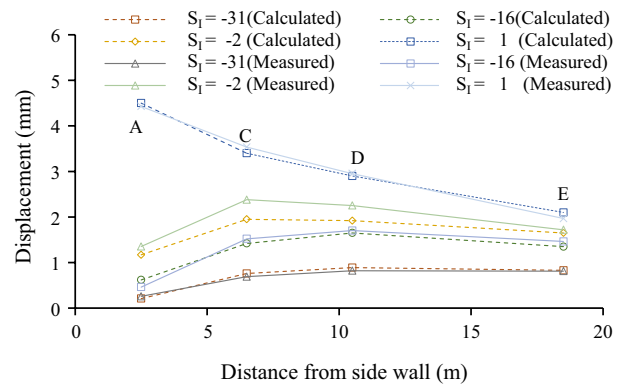 S_I = -31(Calculated) S_I = -16(Calculated)
S_I = -2 (Calculated) S_I = 1 (Calculated)
S_I = -31(Measured) S_I = -16 (Measured)
S_I = -2 (Measured) S_I = 1 (Measured)
6
5
4
3
2
1
0
Displacement (mm)
A
C
D
E
0 5 10 15 20
Distance from side wall (m)